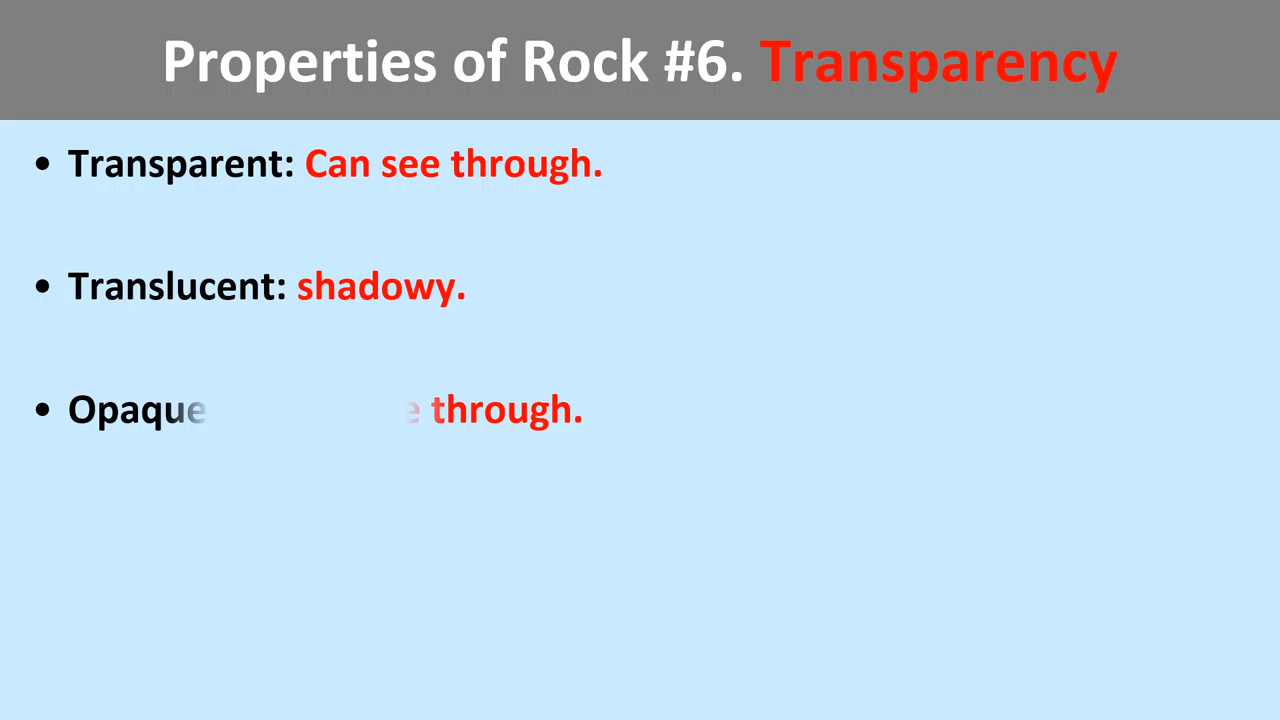 Properties of Rock #6. Transparency
• Transparent: Can see through.
• Translucent: shadowy.
• Opaque through.